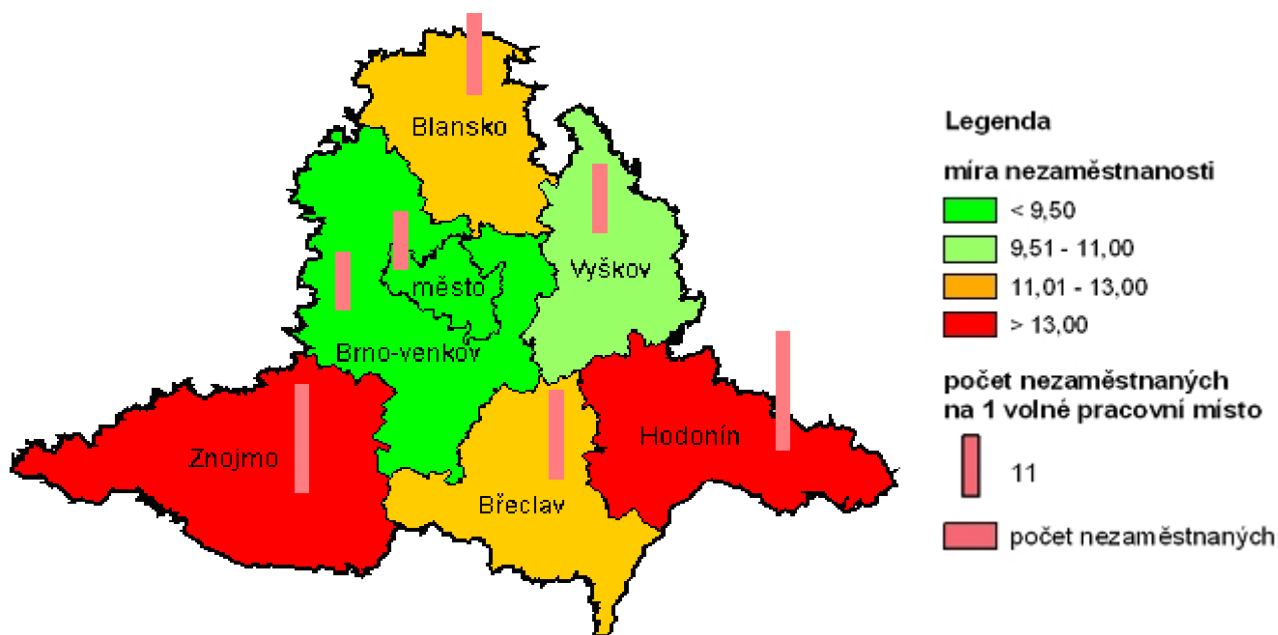 Blansko
Vyškov
město
Brno-venkov
Znojmo
Hodonín
Břeclav
Legenda
míra nezaměstnanosti
< 9,50
9,51 - 11,00
11,01 - 13,00
> 13,00
počet nezaměstnaných
na 1 volné pracovní místo
11
počet nezaměstnaných